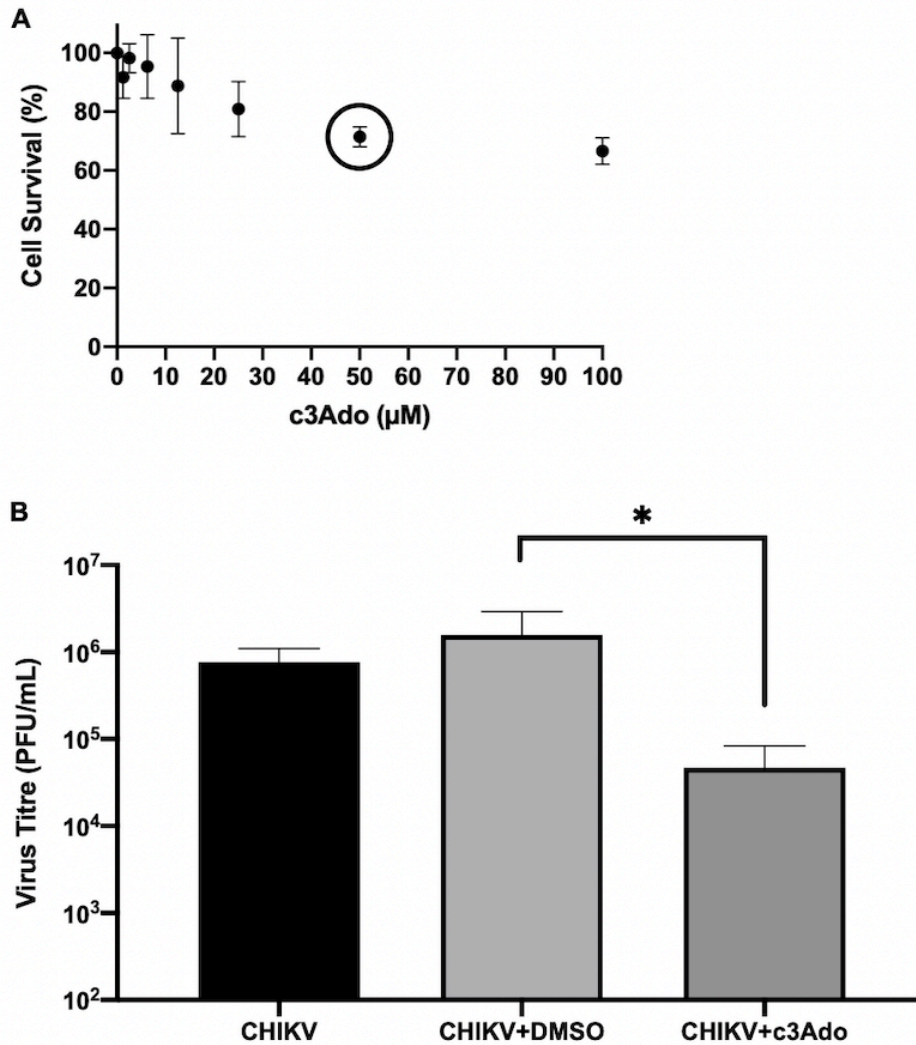 A
Cell Survival (%)
100
80
60
40
20
0
0 10 20 30 40 50 60 70 80 90 100
c3Ado (µM)
B
*
Virus Titre (PFU/mL)
10⁷
10⁶
10⁵
10⁴
10³
10²
CHIKV CHIKV+DMSO CHIKV+c3Ado